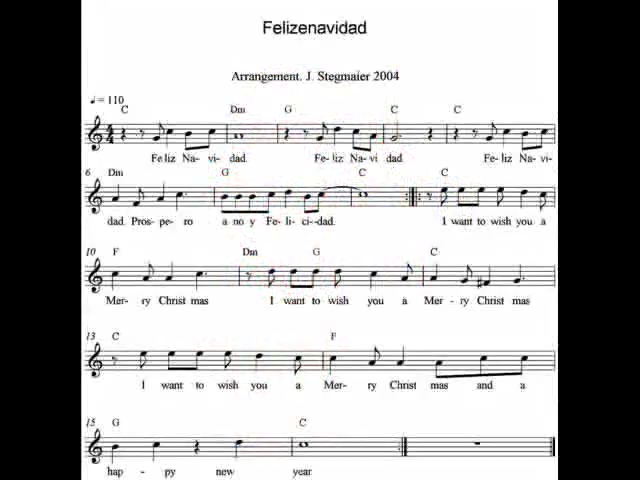 Felizenavidad
Arrangement. J. Stegmaier 2004
♩ = 110
C Dm G C C
Feliz Na- vi- dad. Fe- liz Na- vi dad. Fe- liz Na- vi-
6 Dm G C
dad. Pros- pe- ro a no y Fe- li- ci- dad. I want to wish you a
10 F Dm G C
Mer- ry Christ mas I want to wish you a Mer - ry Christ mas
13 C F
I want to wish you a Mer- ry Christ mas and a
15 G C
hap - py new year